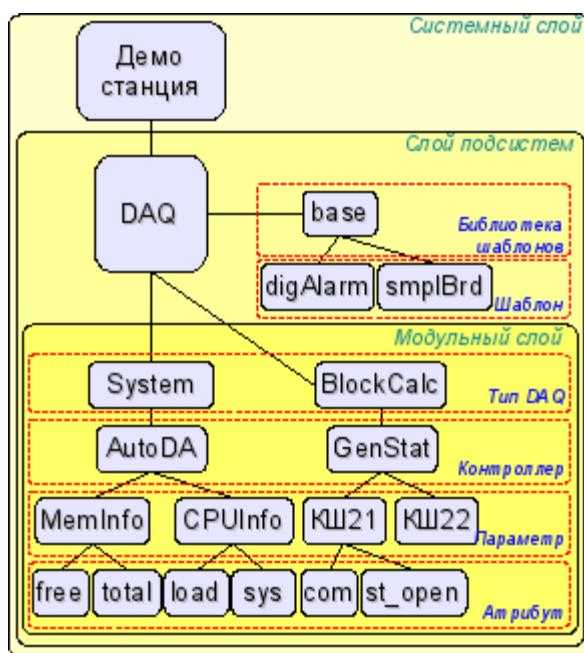 Системный слой
Демо
станция
Слой подсистем
DAQ
base
Библиотека
шаблонов
digAlarm
smplBrd
Шаблон
Модульный слой
System
BlockCalc
Тип DAQ
AutoDA
GenStat
Контроллер
MemInfo
CPUInfo
КШ21
КШ22
Параметр
free
total
load
sys
com
st_open
Атрибут